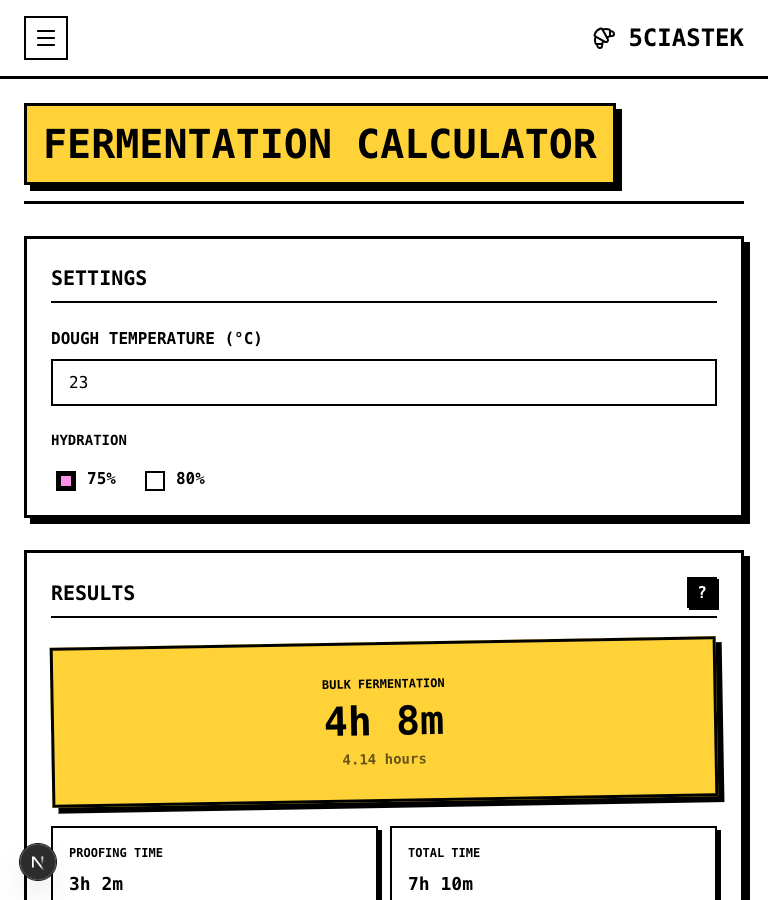 5CIASTEK
FERMENTATION CALCULATOR
SETTINGS
DOUGH TEMPERATURE (°C)
23
HYDRATION
75% 80%
RESULTS ?
BULK FERMENTATION
4h 8m
4.14 hours
PROOFING TIME
3h 2m
TOTAL TIME
7h 10m
N